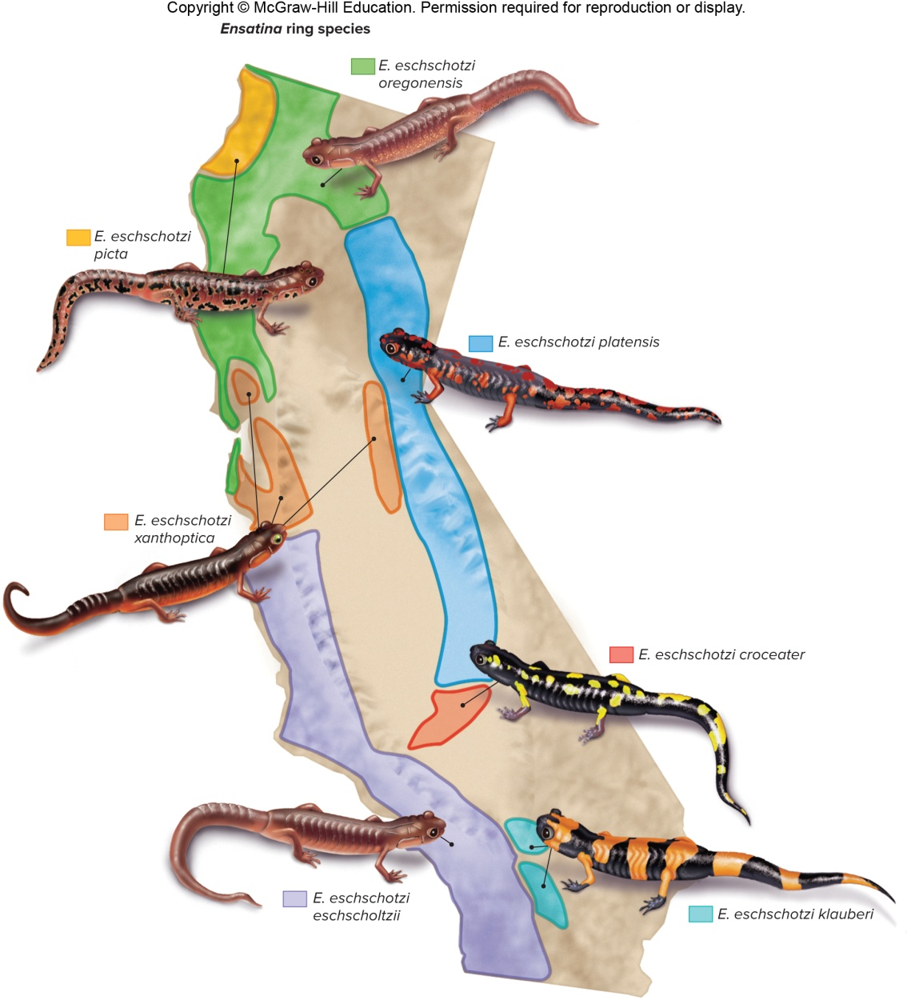 Copyright © McGraw-Hill Education. Permission required for reproduction or display.
Ensatina ring species
E. eschschotzi
oregonensis
E. eschschotzi
picta
E. eschschotzi platensis
E. eschschotzi
xanthoptica
E. eschschotzi croceater
E. eschschotzi
eschscholtzii
E. eschschotzi klauberi